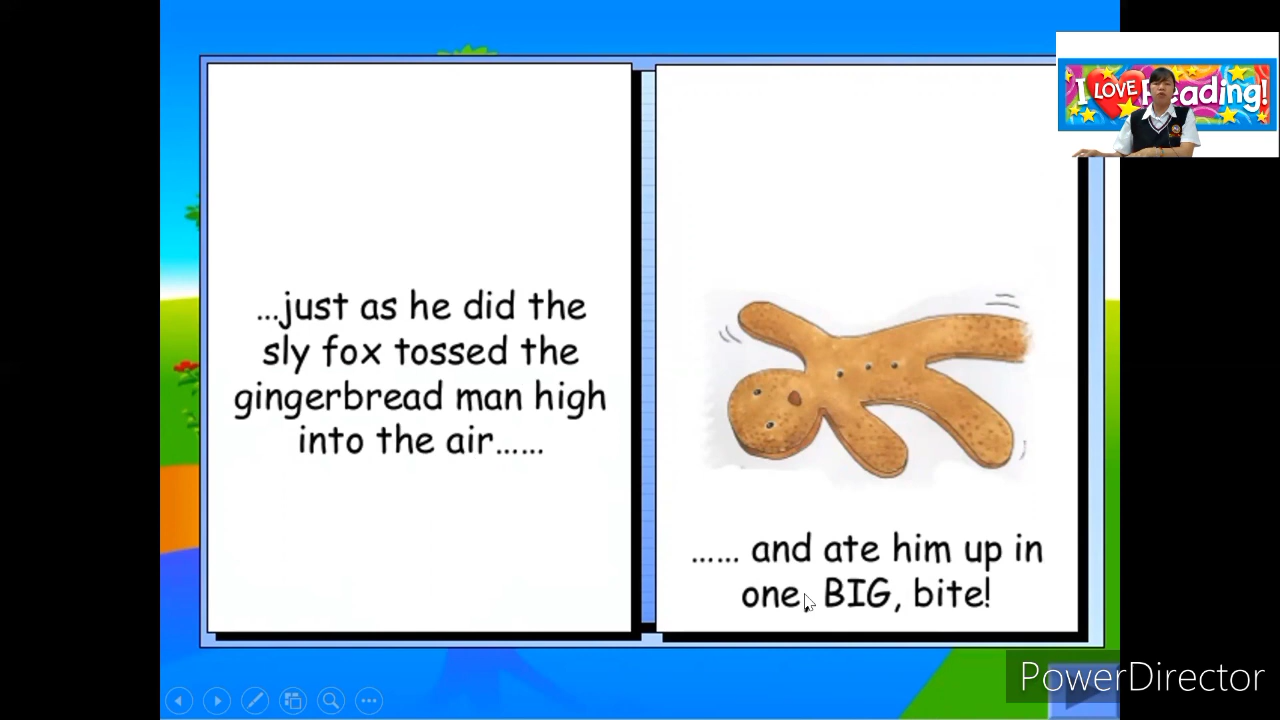 ...just as he did the
sly fox tossed the
gingerbread man high
into the air......
...... and ate him up in
one, BIG, bite!
I LOVE Reading!
PowerDirector